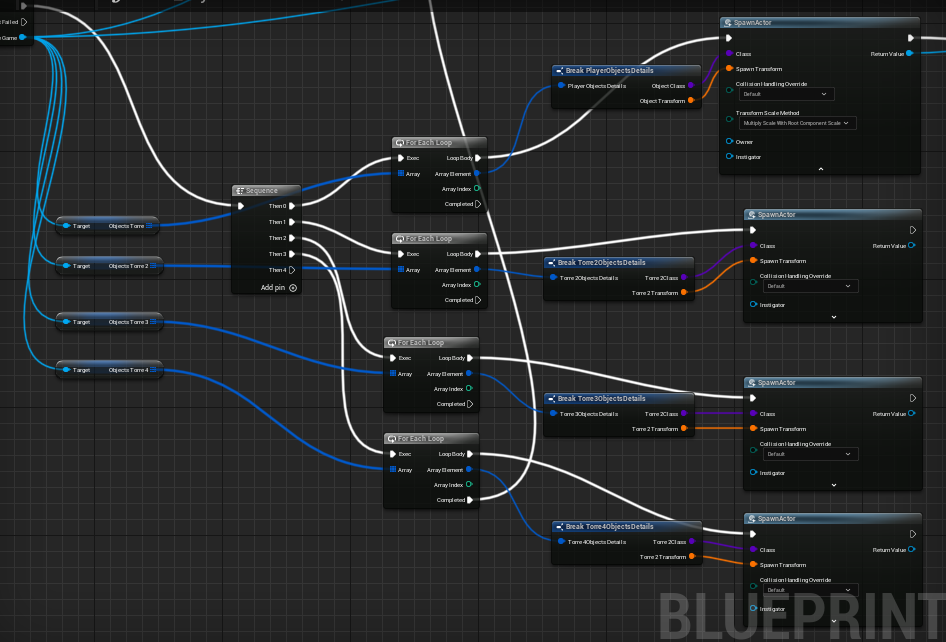 Failed
Game
Target Objects Torre
Target Objects Torre 2
Target Objects Torre 3
Target Objects Torre 4
Sequence
Then 0
Then 1
Then 2
Then 3
Then 4
Add pin
For Each Loop
Exec Loop Body
Array Array Element
Array Index
Completed
For Each Loop
Exec Loop Body
Array Array Element
Array Index
Completed
For Each Loop
Exec Loop Body
Array Array Element
Array Index
Completed
For Each Loop
Exec Loop Body
Array Array Element
Array Index
Completed
Break PlayerObjectsDetails
Player Objects Details Object Class
Object Transform
Break Torre2ObjectsDetails
Torre 2Objects Details Torre 2Class
Torre 2 Transform
Break Torre3ObjectsDetails
Torre 3Objects Details Torre 2Class
Torre 2 Transform
Break Torre4ObjectsDetails
Torre 4Objects Details Torre 2Class
Torre 2 Transform
SpawnActor
Class Return Value
Spawn Transform
Collision Handling Override
Default
Transform Scale Method
Multiply Scale With Root Component Scale
Owner
Instigator
SpawnActor
Class Return Value
Spawn Transform
Collision Handling Override
Default
Instigator
SpawnActor
Class Return Value
Spawn Transform
Collision Handling Override
Default
Instigator
SpawnActor
Class Return Value
Spawn Transform
Collision Handling Override
Default
Instigator
BLUEPRINT